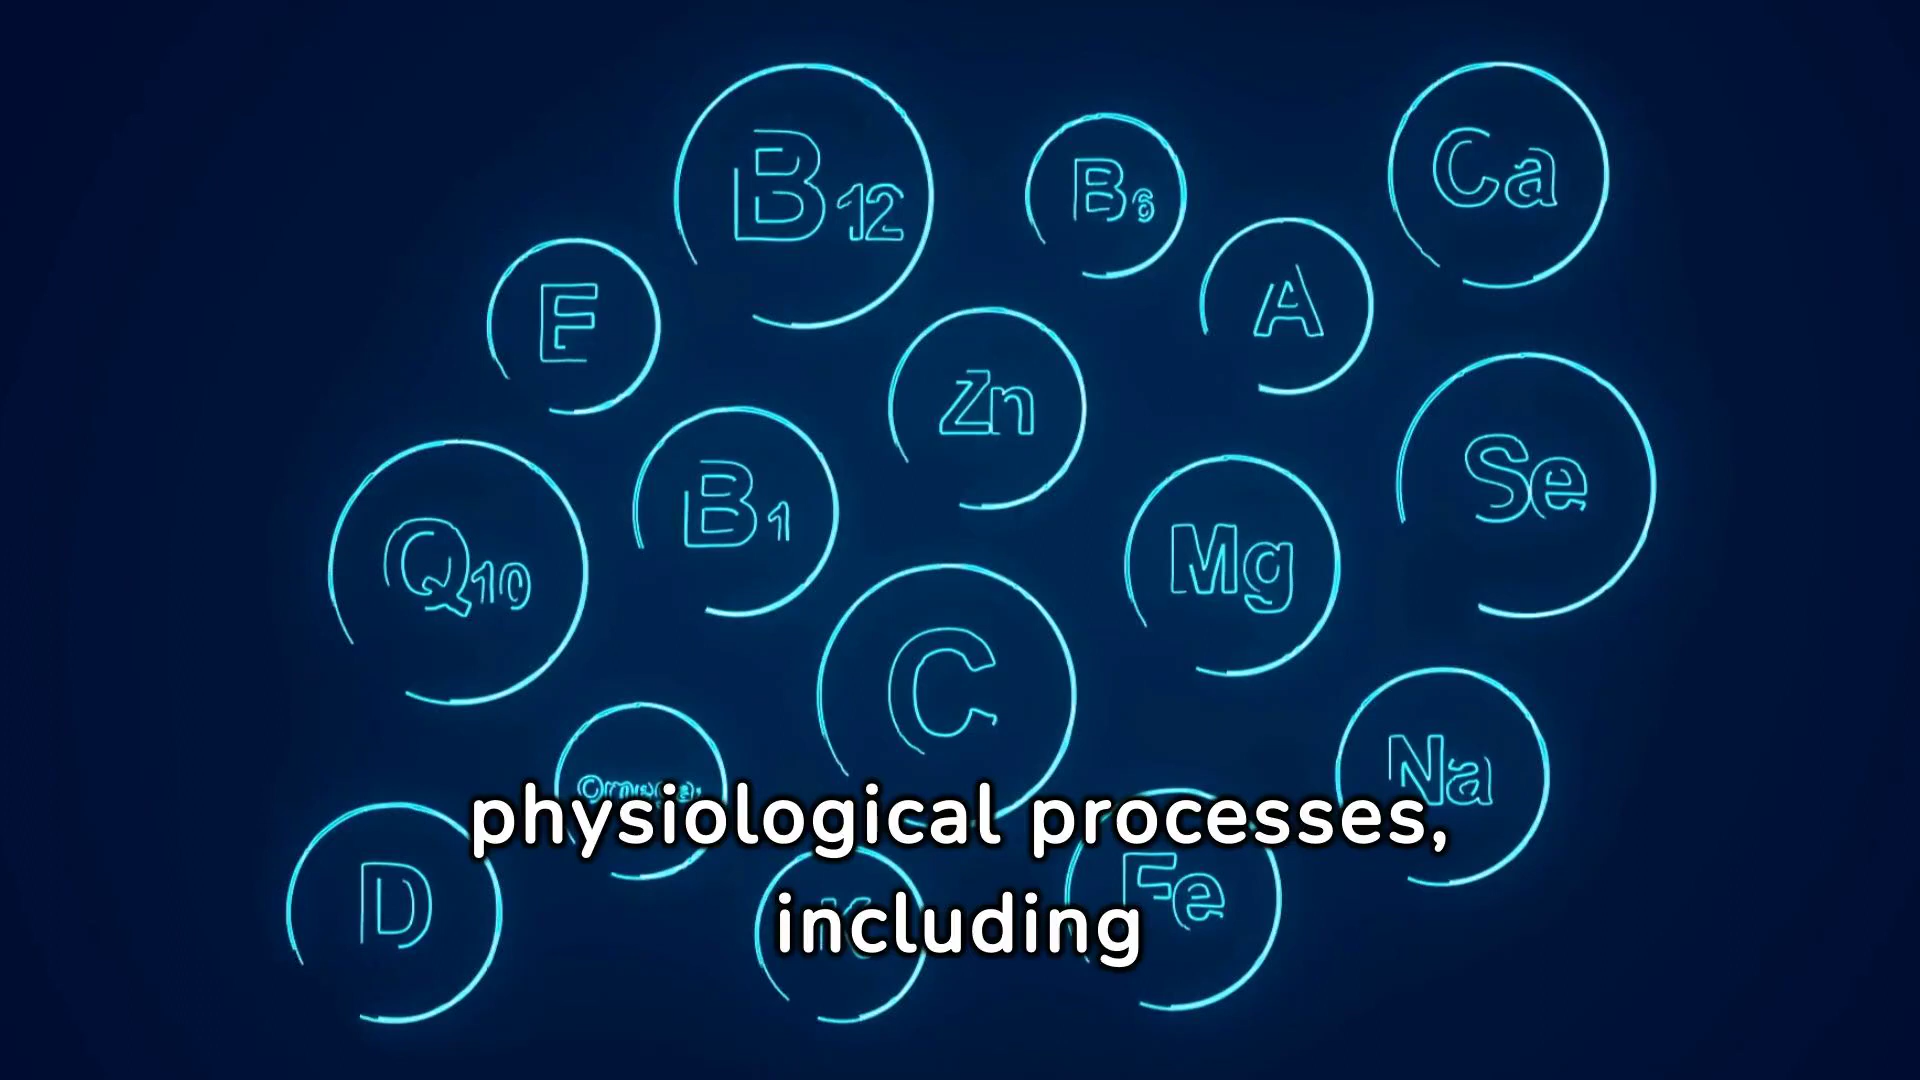 B12
B6
Ca
E
A
Zn
Se
B1
Q10
Mg
C
Na
physiological processes,
D
Fe
including